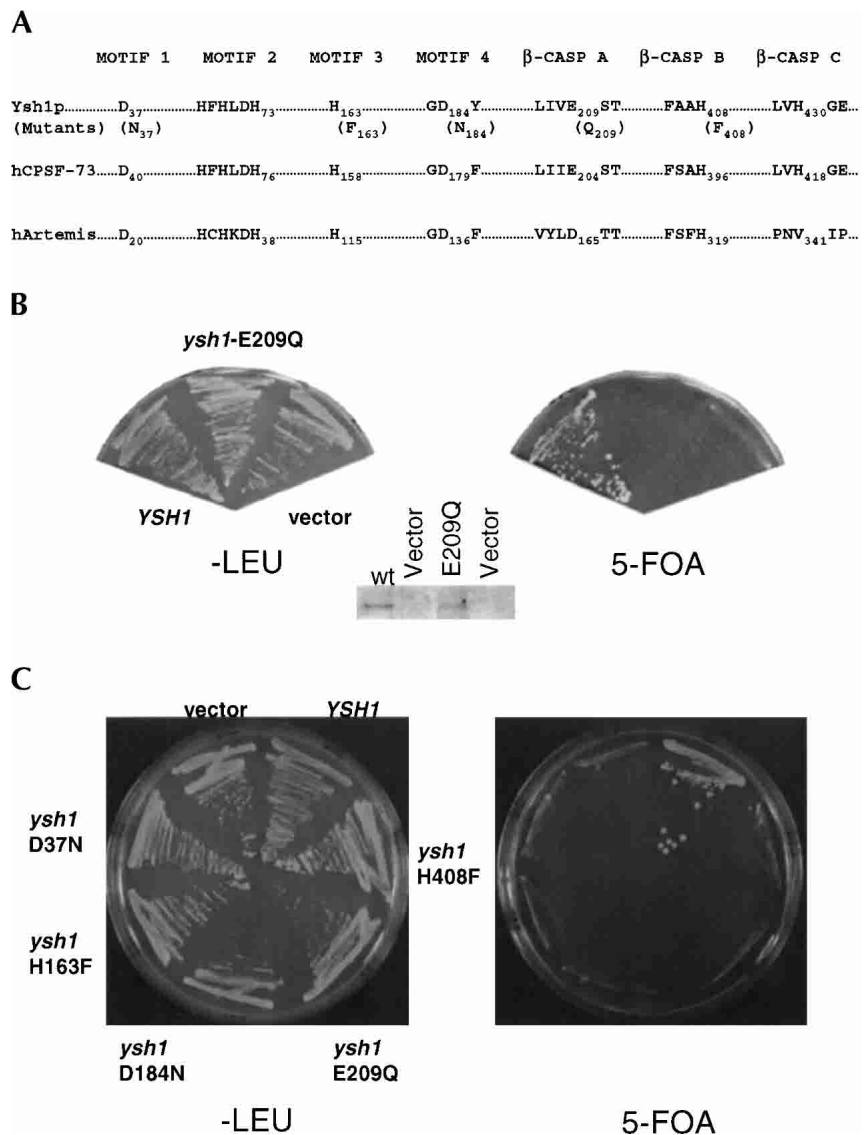 A
MOTIF 1 MOTIF 2 MOTIF 3 MOTIF 4 β-CASP A β-CASP B β-CASP C
Ysh1p......D37.........HFHLDH73..........H163..........GD184Y.........LIVE209ST.........FAAH408.........LVH430GE...
(Mutants) (N37) (F163) (N184) (Q209) (F408)
hCPSF-73...D40.........HFHLDH76..........H158..........GD179F.........LIIE204ST.........FSAH396.........LVH418GE...
hArtemis...D20.........HCHKDH38..........H115..........GD136F.........VYLD165TT.........FSFH319.........PNV341IP...
B
ysh1-E209Q
YSH1
vector
-LEU
5-FOA
wt
Vector
E209Q
Vector
C
vector
YSH1
ysh1
D37N
ysh1
H408F
ysh1
H163F
ysh1
D184N
ysh1
E209Q
-LEU
5-FOA